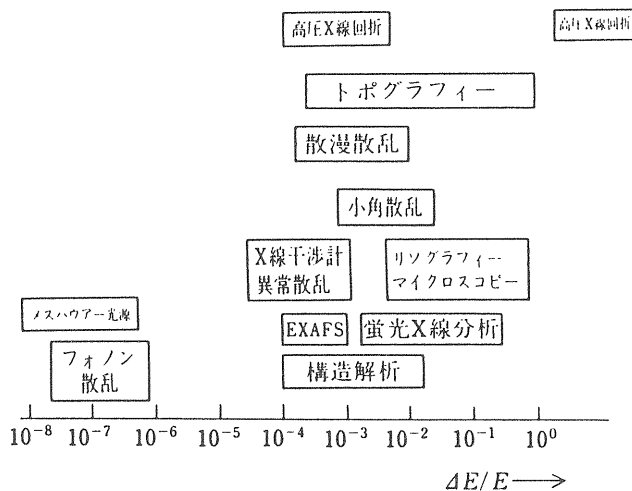 高圧X線回折
高圧X線回折
トポグラフィー
散漫散乱
小角散乱
X線干渉計
異常散乱
リソグラフィー
マイクロスコピー
メスバウアー光源
EXAFS
蛍光X線分析
フォノン
散乱
構造解析
10⁻⁸ 10⁻⁷ 10⁻⁶ 10⁻⁵ 10⁻⁴ 10⁻³ 10⁻² 10⁻¹ 10⁰
ΔE/E